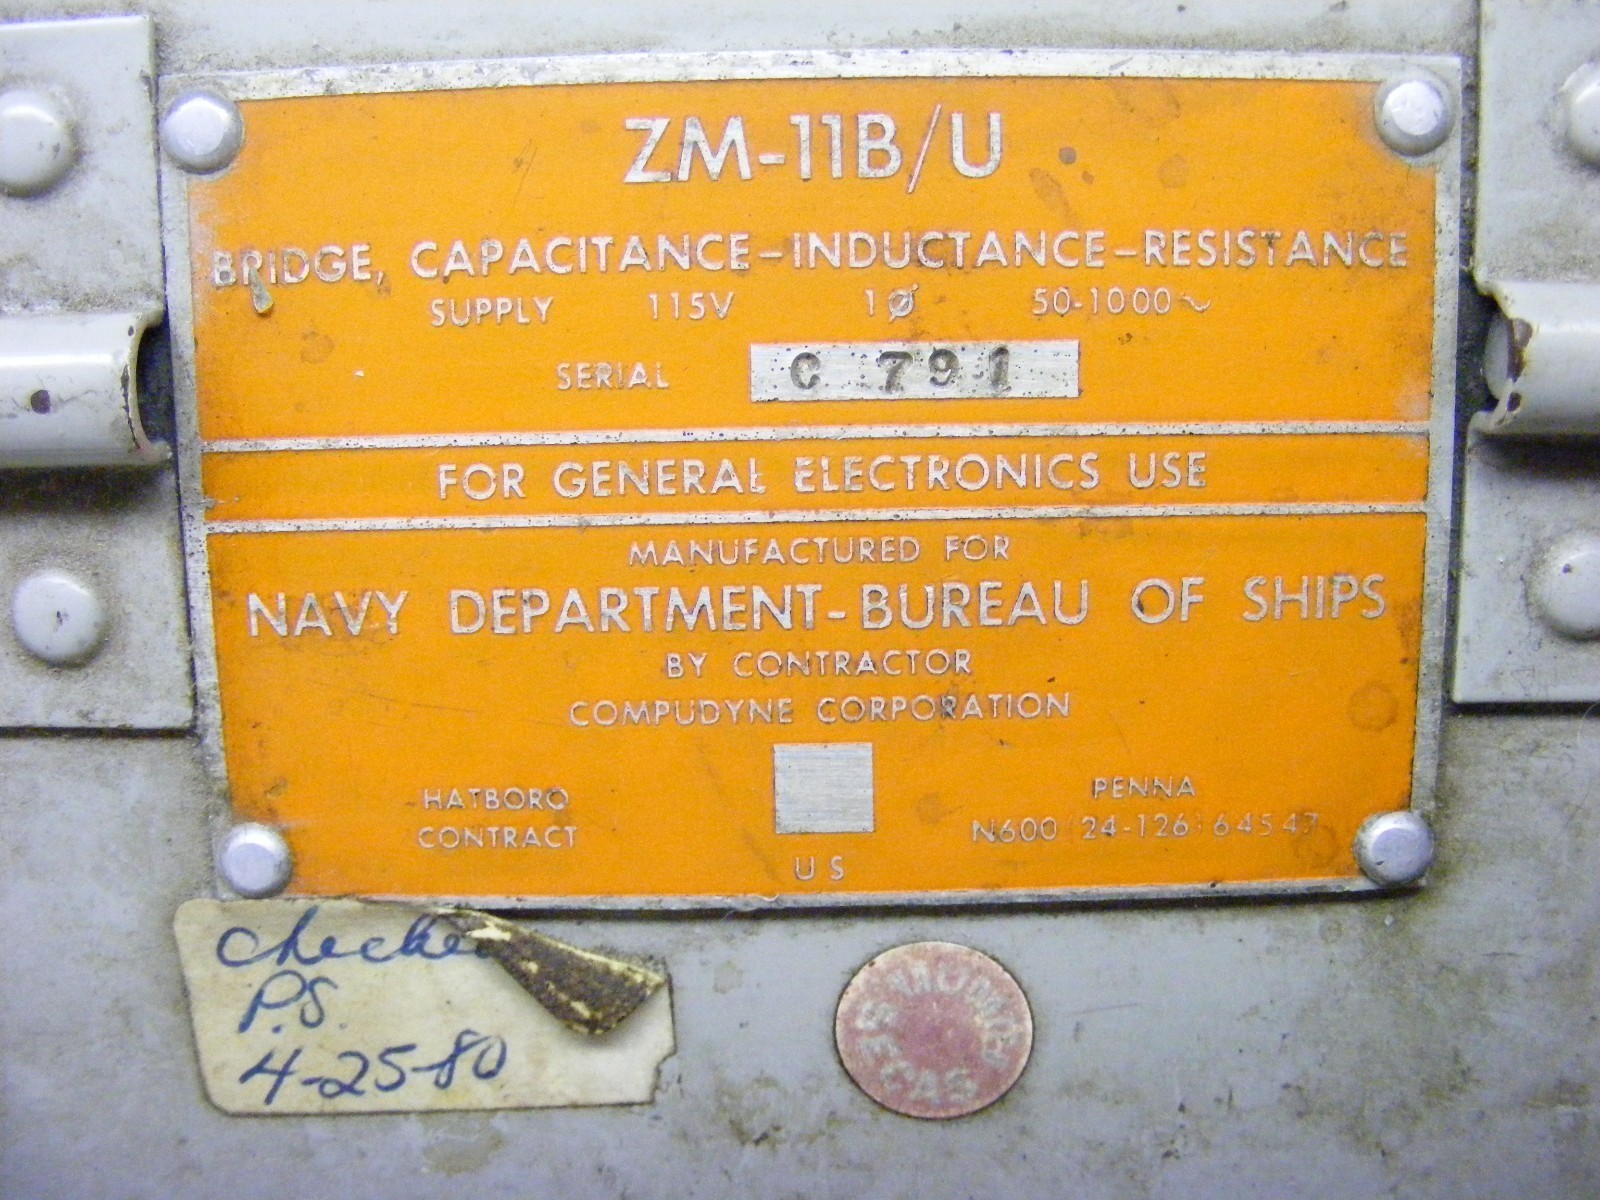 ZM-11B/U
BRIDGE, CAPACITANCE-INDUCTANCE-RESISTANCE
SUPPLY 115V 1Ø 50-1000~
SERIAL C 791
FOR GENERAL ELECTRONICS USE
MANUFACTURED FOR
NAVY DEPARTMENT-BUREAU OF SHIPS
BY CONTRACTOR
COMPUDYNE CORPORATION
HATBORO PENNA
CONTRACT N600(24-126)64547
US
P.S.
4-25-80